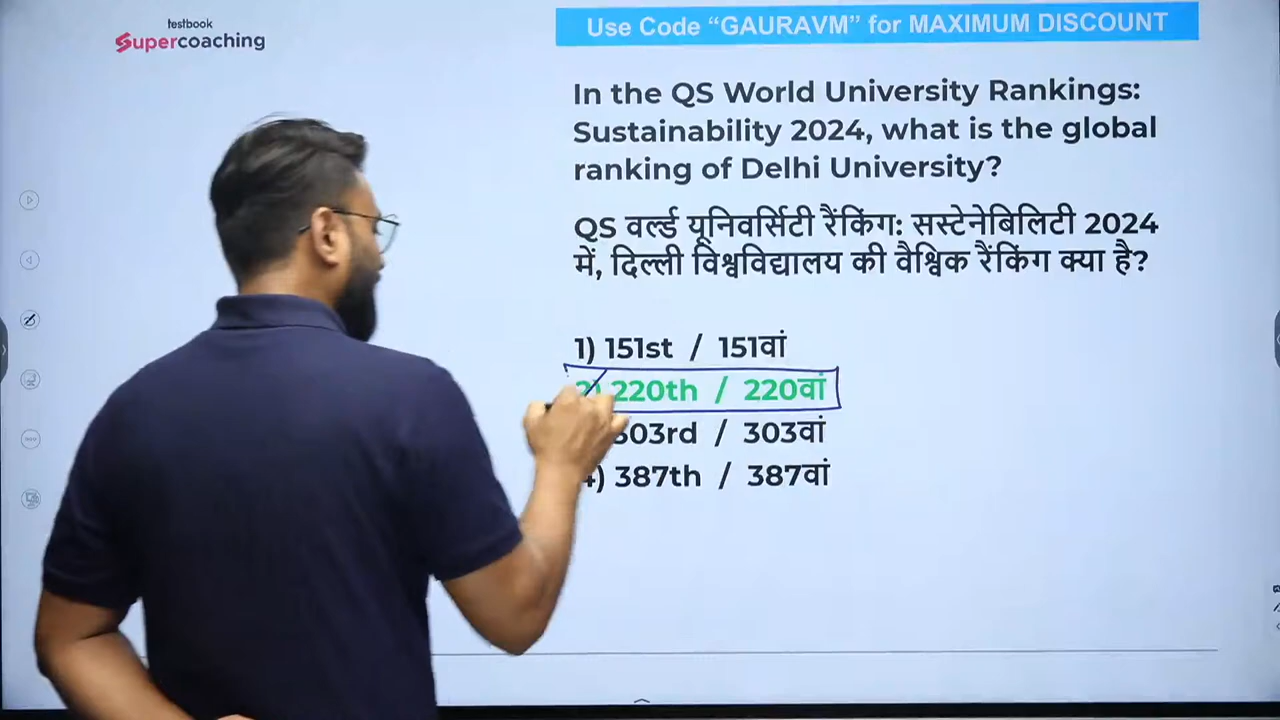 testbook
Supercoaching
Use Code “GAURAVM” for MAXIMUM DISCOUNT
In the QS World University Rankings:
Sustainability 2024, what is the global
ranking of Delhi University?
QS वर्ल्ड यूनिवर्सिटी रैंकिंग: सस्टेनेबिलिटी 2024
में, दिल्ली विश्वविद्यालय की वैश्विक रैंकिंग क्या है?
1) 151st / 151वां
2) 220th / 220वां
303rd / 303वां
4) 387th / 387वां